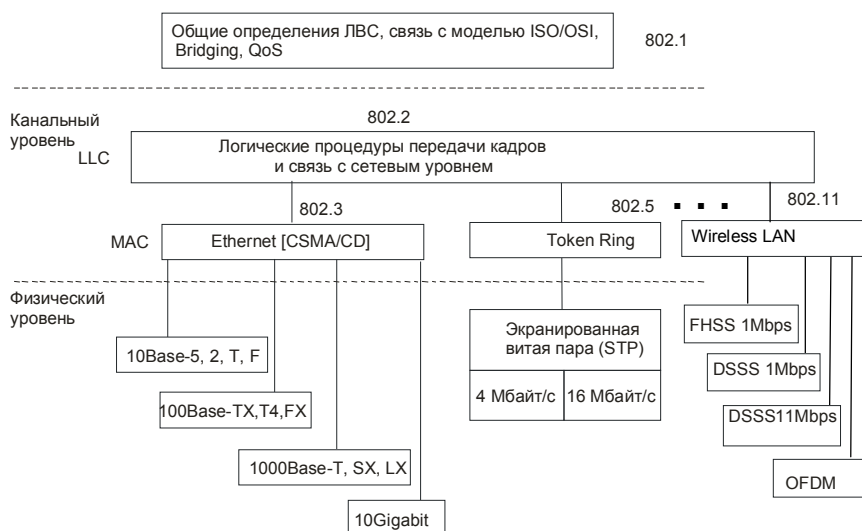 Общие определения ЛВС, связь с моделью ISO/OSI,
Bridging, QoS
802.1
802.2
Канальный
уровень
LLC
Логические процедуры передачи кадров
и связь с сетевым уровнем
802.3
802.5
802.11
MAC
Ethernet [CSMA/CD]
Token Ring
Wireless LAN
Физический
уровень
10Base-5, 2, T, F
100Base-TX,T4,FX
1000Base-T, SX, LX
10Gigabit
Экранированная
витая пара (STP)
4 Мбайт/с
16 Мбайт/с
FHSS 1Mbps
DSSS 1Mbps
DSSS11Mbps
OFDM